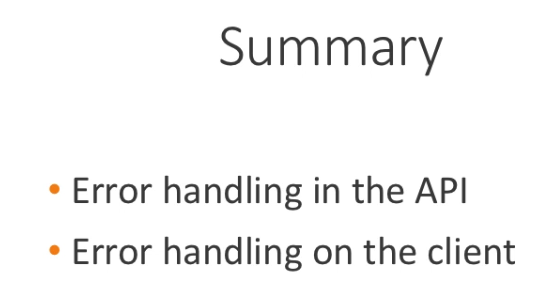 Summary
• Error handling in the API
• Error handling on the client